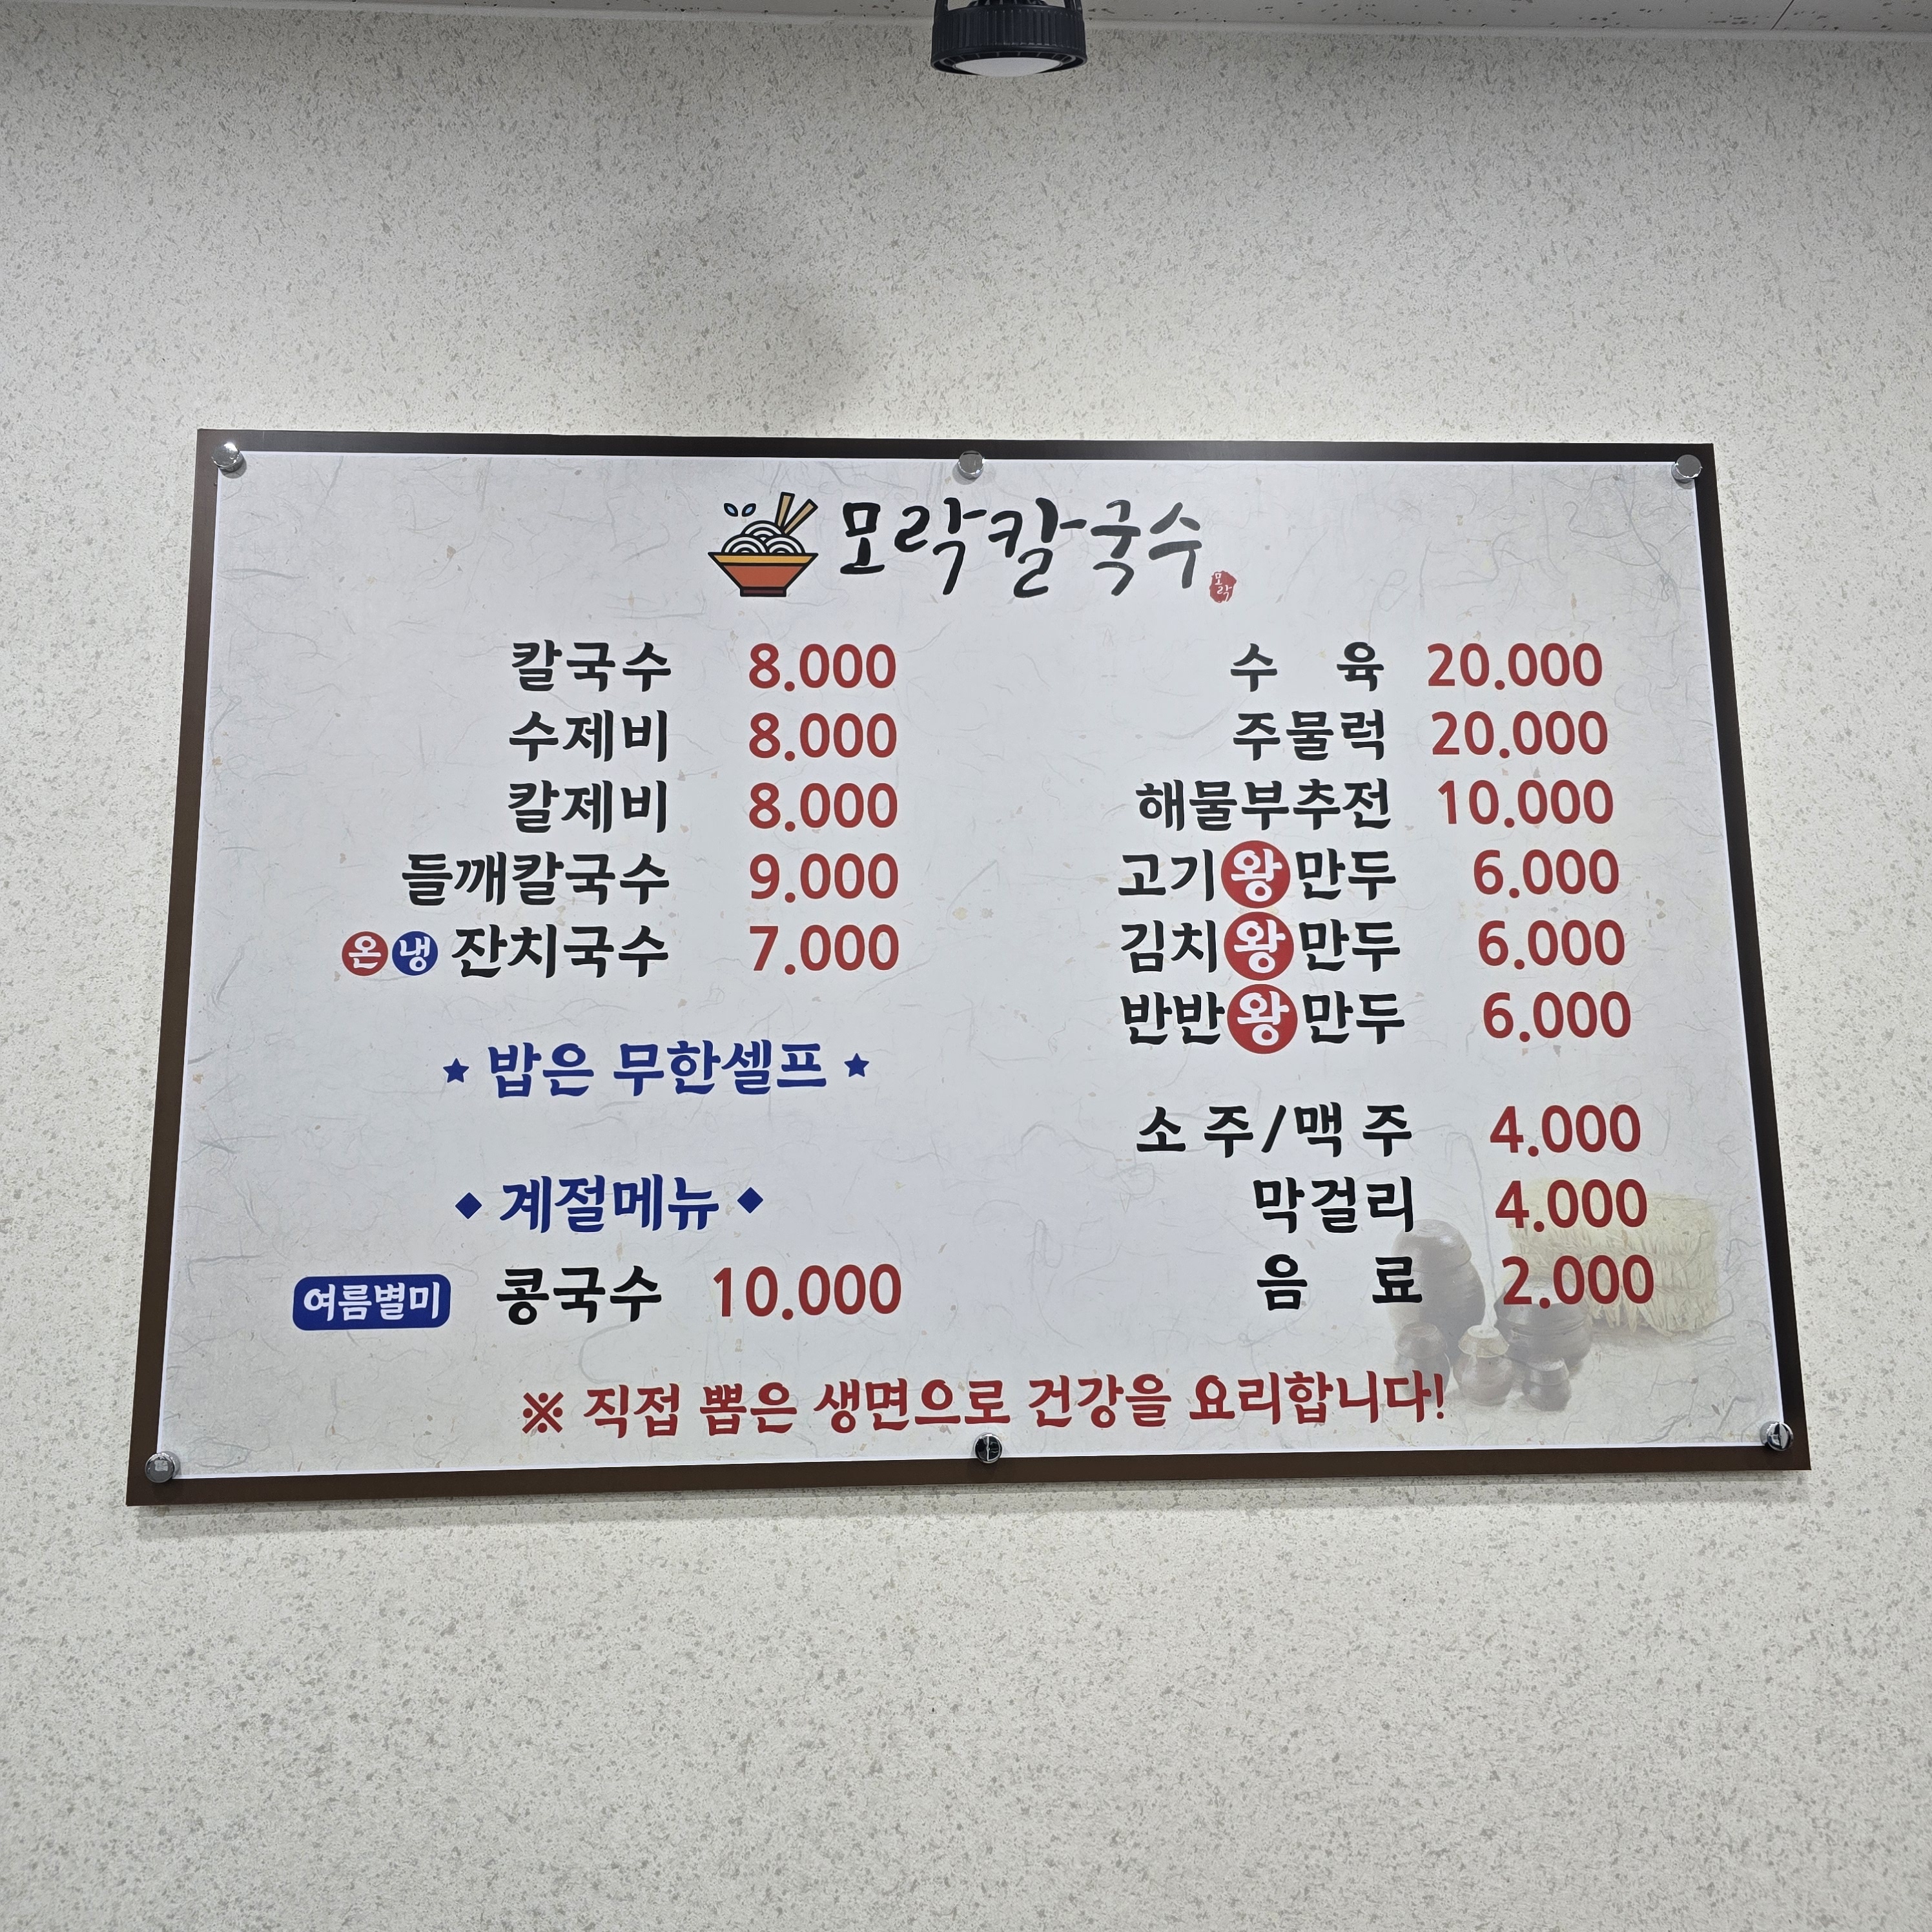 모락칼국수
모락
칼국수 8.000
수제비 8.000
칼제비 8.000
들깨칼국수 9.000
온 냉 잔치국수 7.000
★ 밥은 무한셀프 ★
◆ 계절메뉴 ◆
여름별미 콩국수 10.000
수 육 20.000
주물럭 20.000
해물부추전 10.000
고기왕만두 6.000
김치왕만두 6.000
반반왕만두 6.000
소 주/맥 주 4.000
막걸리 4.000
음 료 2.000
※ 직접 뽑은 생면으로 건강을 요리합니다!